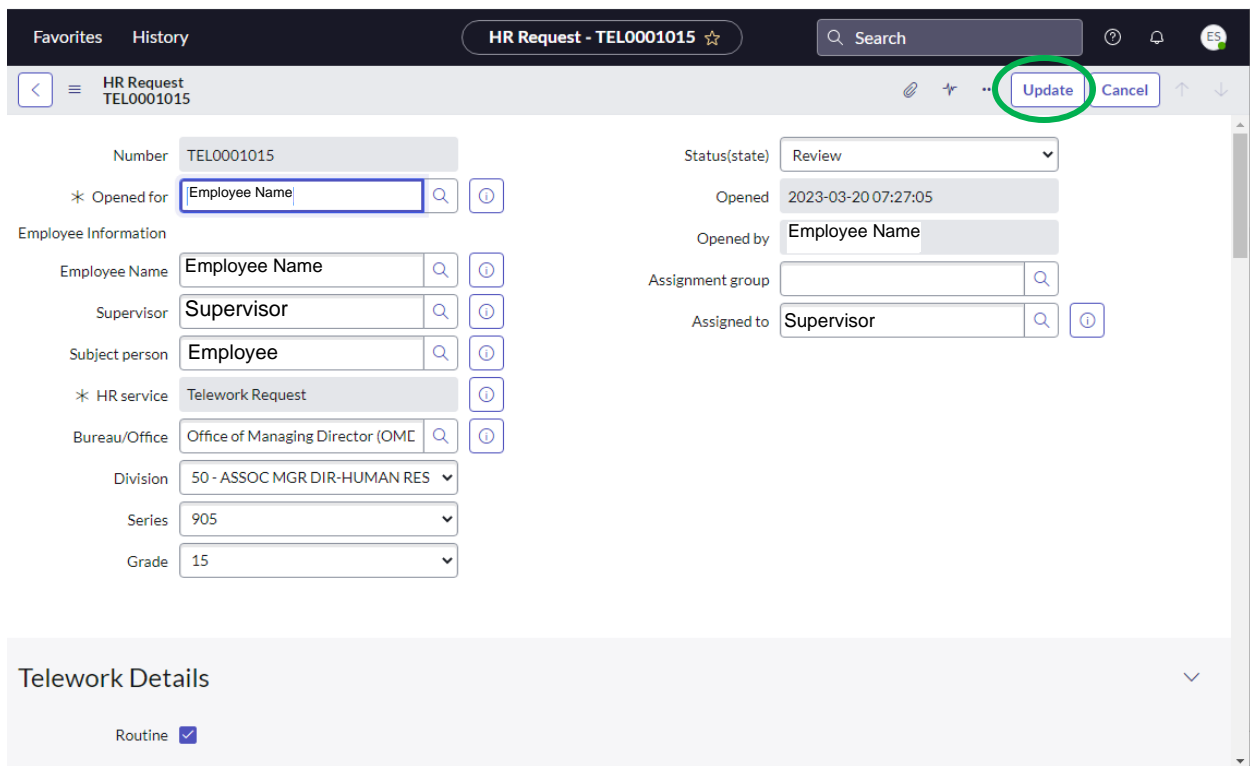 Favorites History HR Request - TEL0001015 Search ES
HR Request
TEL0001015
Update Cancel
Number TEL0001015
* Opened for Employee Name
Employee Information
Employee Name Employee Name
Supervisor Supervisor
Subject person Employee
* HR service Telework Request
Bureau/Office Office of Managing Director (OME
Division 50 - ASSOC MGR DIR-HUMAN RES
Series 905
Grade 15
Status(state) Review
Opened 2023-03-20 07:27:05
Opened by Employee Name
Assignment group
Assigned to Supervisor
Telework Details
Routine